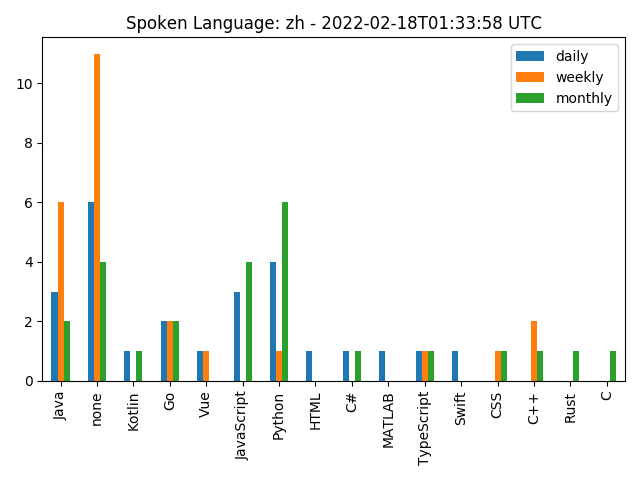 Spoken Language: zh - 2022-02-18T01:33:58 UTC
daily
weekly
monthly
10
8
6
4
2
0
Java
none
Kotlin
Go
Vue
JavaScript
Python
HTML
C#
MATLAB
TypeScript
Swift
CSS
C++
Rust
C